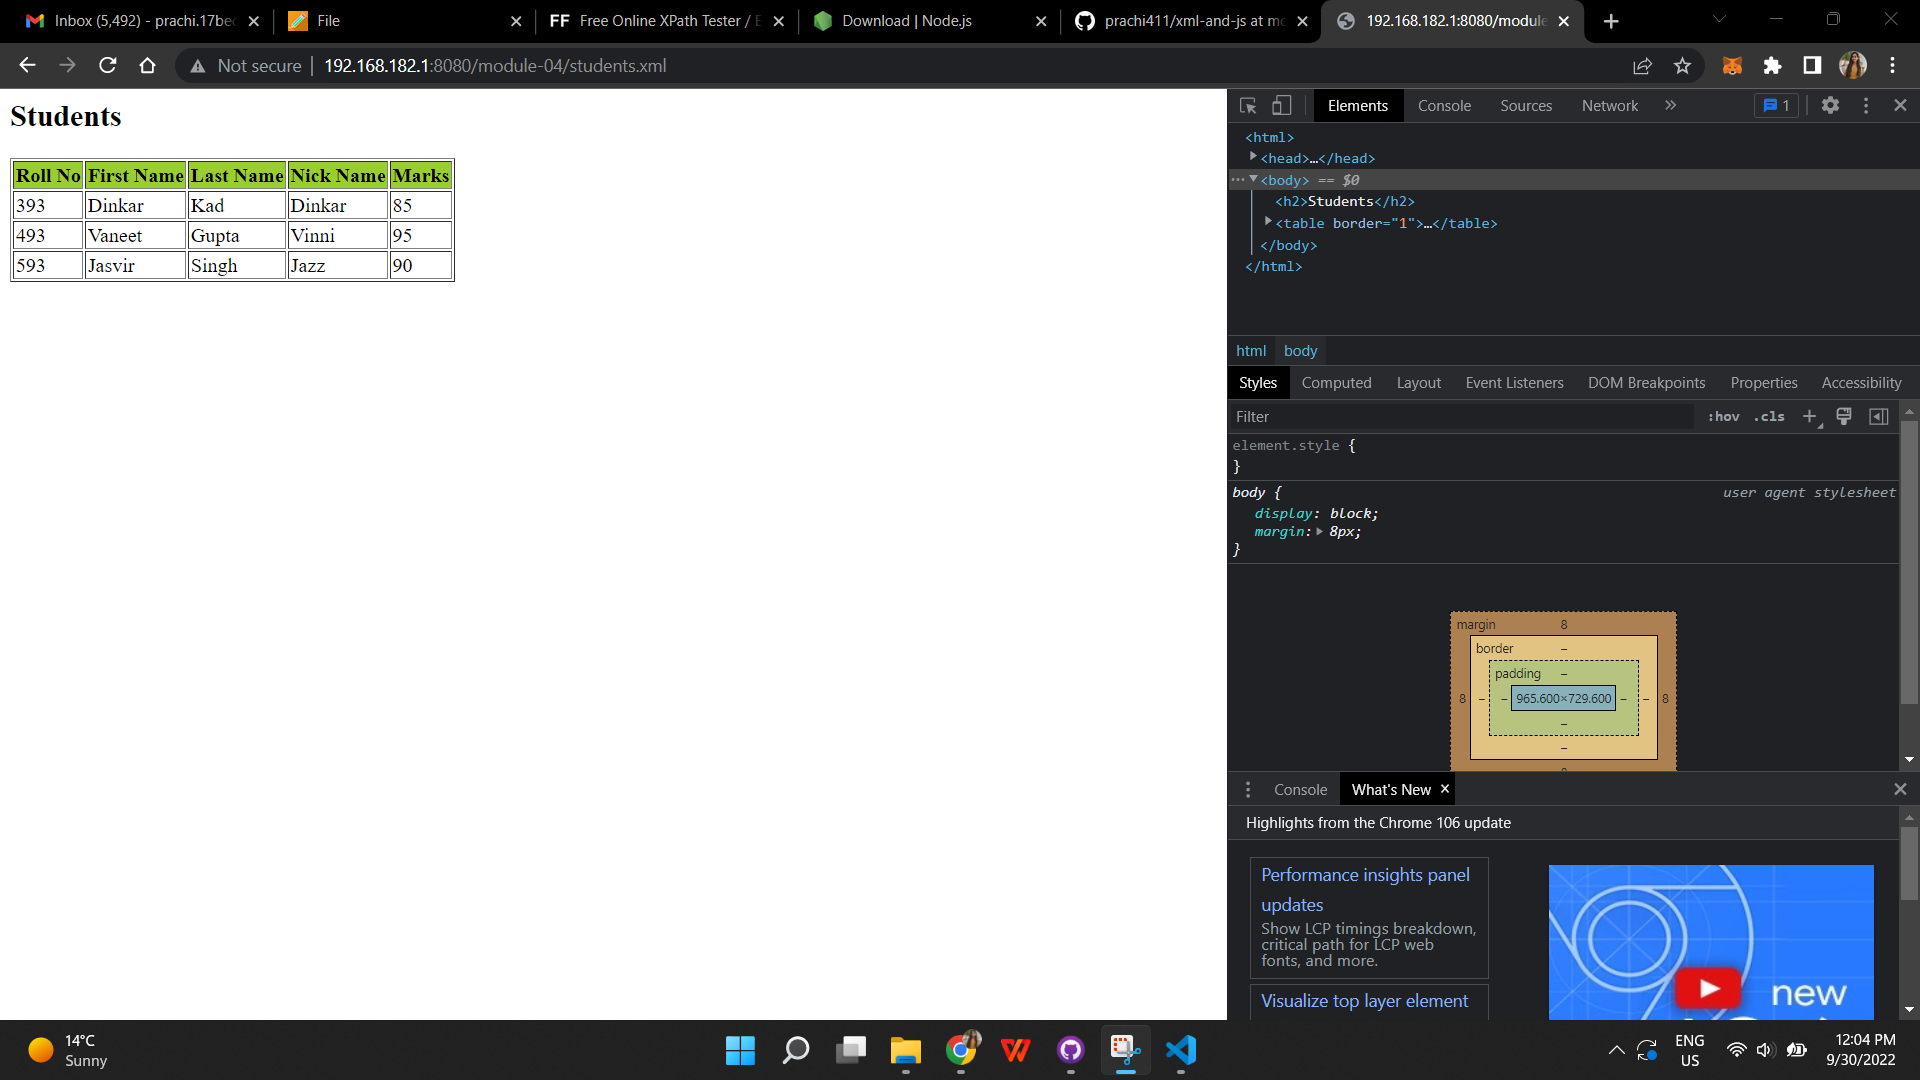 Inbox (5,492) - prachi.17bec
File
FF Free Online XPath Tester / E
Download | Node.js
prachi411/xml-and-js at mo
192.168.182.1:8080/module
Not secure
192.168.182.1:8080/module-04/students.xml
Students
Roll No First Name Last Name Nick Name Marks
393 Dinkar Kad Dinkar 85
493 Vaneet Gupta Vinni 95
593 Jasvir Singh Jazz 90
Elements Console Sources Network » 1
<html>
<head>…</head>
<body> == $0
<h2>Students</h2>
<table border="1">…</table>
</body>
</html>
html body
Styles Computed Layout Event Listeners DOM Breakpoints Properties Accessibility
Filter :hov .cls
element.style {
}
body { user agent stylesheet
display: block;
margin: 8px;
}
margin 8
border –
padding –
8 – – 965.600×729.600 – – 8
–
–
Console What's New
Highlights from the Chrome 106 update
Performance insights panel
updates
Show LCP timings breakdown,
critical path for LCP web
fonts, and more.
Visualize top layer element
new
14°C
Sunny
ENG
US
12:04 PM
9/30/2022